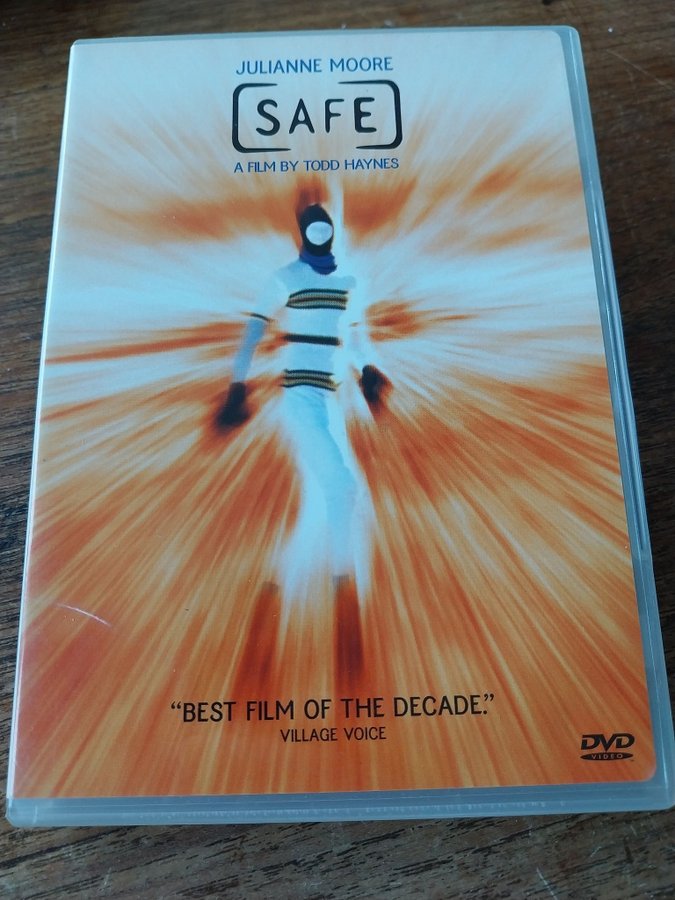 JULIANNE MOORE
[SAFE]
A FILM BY TODD HAYNES
“BEST FILM OF THE DECADE.”
VILLAGE VOICE
DVD
VIDEO